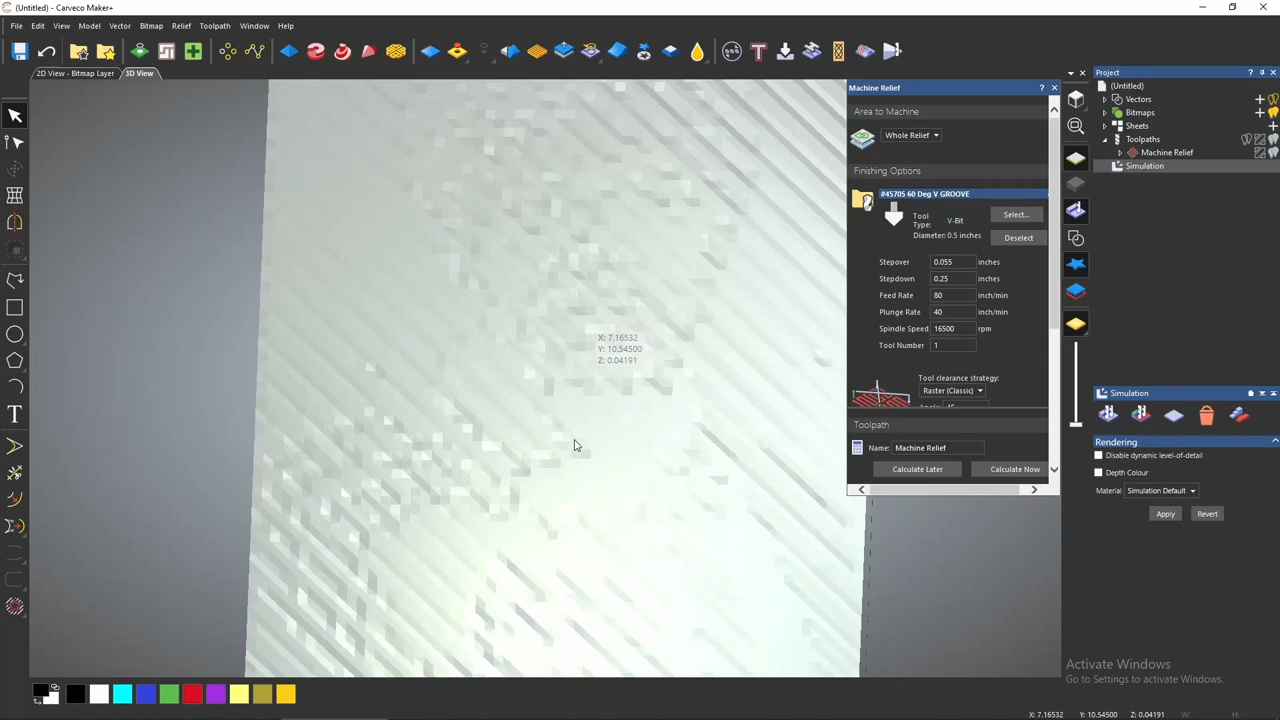 (Untitled) - Carveco Maker+
File Edit View Model Vector Bitmap Relief Toolpath Window Help
2D View - Bitmap Layer 3D View
Machine Relief
Area to Machine
Whole Relief
Finishing Options
#45705 60 Deg V GROOVE
Tool Type: V-Bit
Select...
Diameter: 0.5 inches
Deselect
Stepover 0.055 inches
Stepdown 0.25 inches
Feed Rate 80 inch/min
Plunge Rate 40 inch/min
Spindle Speed 16500 rpm
Tool Number 1
Tool clearance strategy:
Raster (Classic)
Toolpath
Name: Machine Relief
Calculate Later Calculate Now
X: 7.16532
Y: 10.54500
Z: 0.04191
Project
(Untitled)
Vectors
Bitmaps
Sheets
Toolpaths
Machine Relief
Simulation
Simulation
Rendering
Disable dynamic level-of-detail
Depth Colour
Material Simulation Default
Apply Revert
Activate Windows
Go to Settings to activate Windows.
X: 7.16532 Y: 10.54500 Z: 0.04191 W: H: